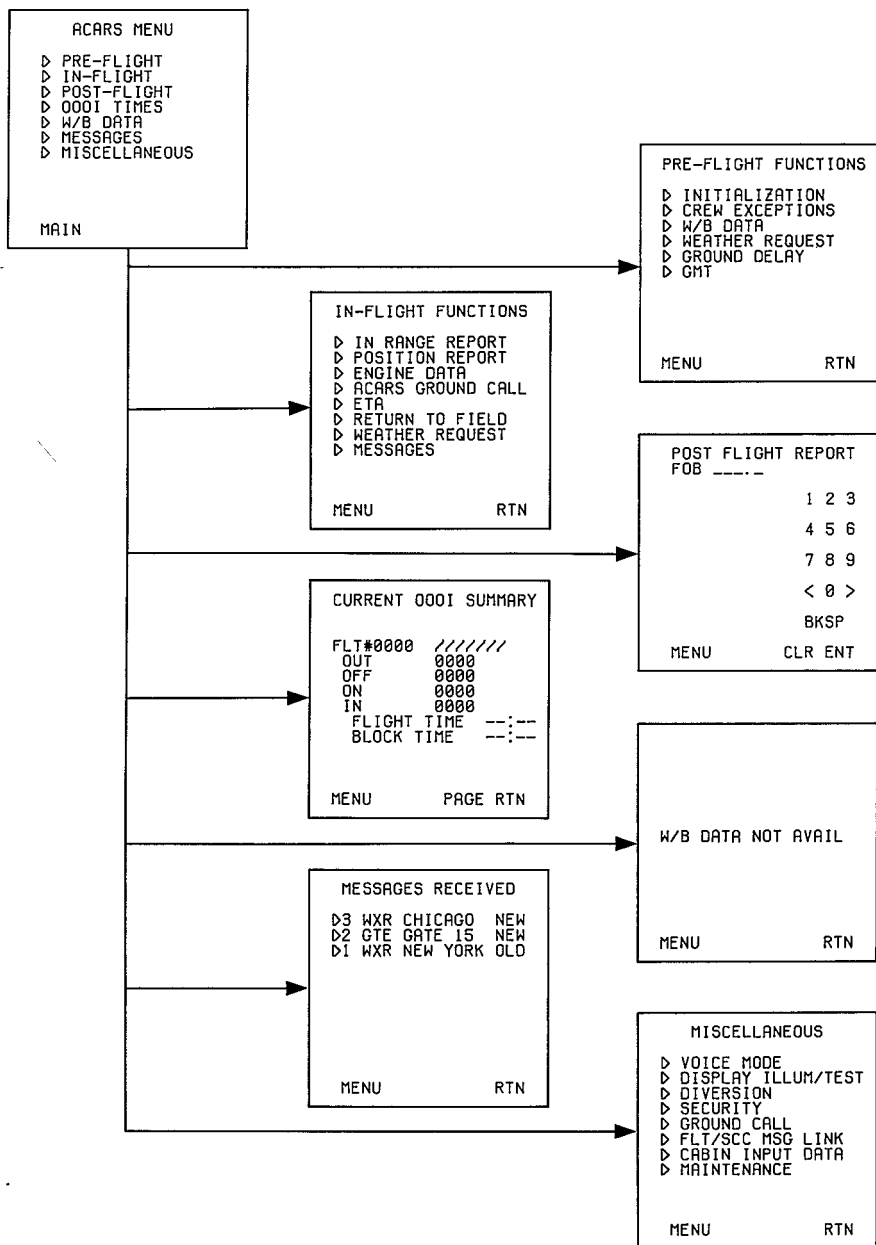 ACARS MENU
▷ PRE-FLIGHT
▷ IN-FLIGHT
▷ POST-FLIGHT
▷ OOOI TIMES
▷ W/B DATA
▷ MESSAGES
▷ MISCELLANEOUS
MAIN
PRE-FLIGHT FUNCTIONS
▷ INITIALIZATION
▷ CREW EXCEPTIONS
▷ W/B DATA
▷ WEATHER REQUEST
▷ GROUND DELAY
▷ GMT
MENU RTN
IN-FLIGHT FUNCTIONS
▷ IN RANGE REPORT
▷ POSITION REPORT
▷ ENGINE DATA
▷ ACARS GROUND CALL
▷ ETA
▷ RETURN TO FIELD
▷ WEATHER REQUEST
▷ MESSAGES
MENU RTN
POST FLIGHT REPORT
FOB ___._
1 2 3
4 5 6
7 8 9
< 0 >
BKSP
MENU CLR ENT
CURRENT OOOI SUMMARY
FLT#0000 ///////
OUT 0000
OFF 0000
ON 0000
IN 0000
FLIGHT TIME --:--
BLOCK TIME --:--
MENU PAGE RTN
W/B DATA NOT AVAIL
MENU RTN
MESSAGES RECEIVED
▷3 WXR CHICAGO NEW
▷2 GTE GATE 15 NEW
▷1 WXR NEW YORK OLD
MENU RTN
MISCELLANEOUS
▷ VOICE MODE
▷ DISPLAY ILLUM/TEST
▷ DIVERSION
▷ SECURITY
▷ GROUND CALL
▷ FLT/SCC MSG LINK
▷ CABIN INPUT DATA
▷ MAINTENANCE
MENU RTN